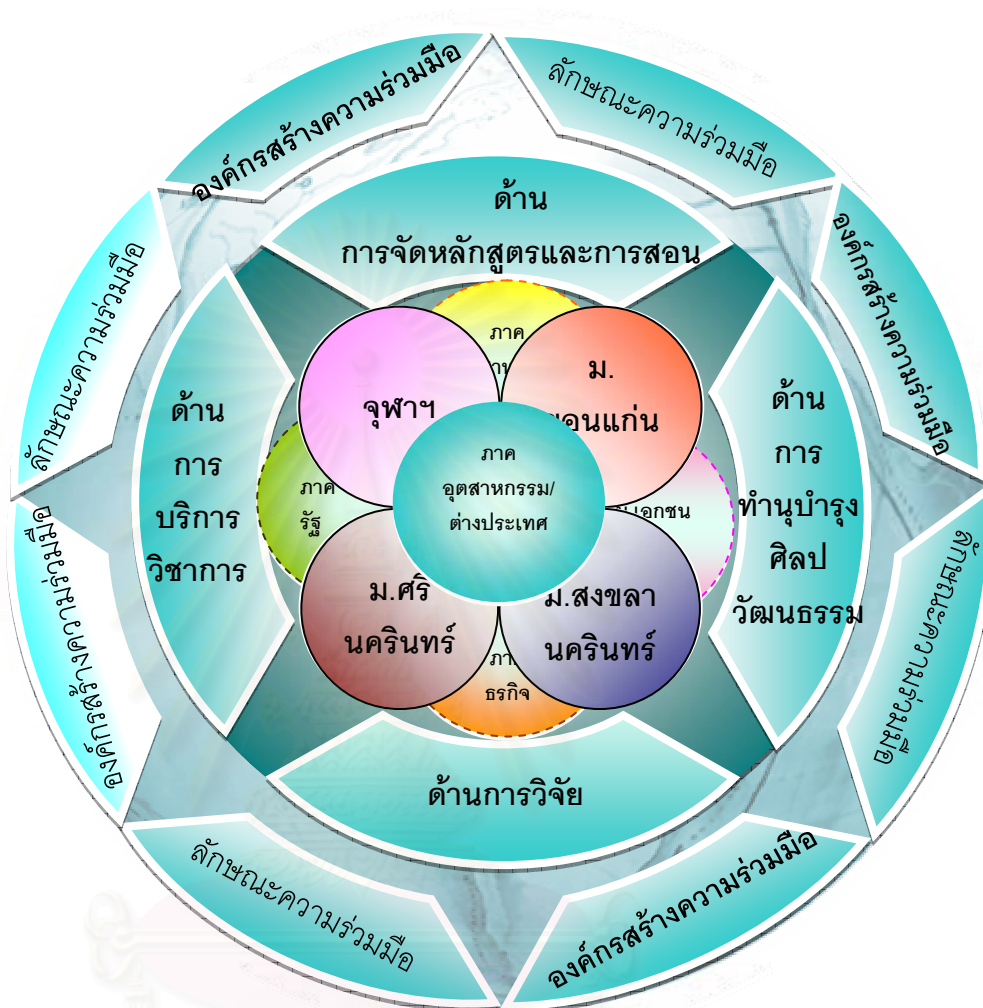 องค์กรสร้างความร่วมมือ
ลักษณะความร่วมมือ
องค์กรสร้างความร่วมมือ
ลักษณะความร่วมมือ
องค์กรสร้างความร่วมมือ
ลักษณะความร่วมมือ
องค์กรสร้างความร่วมมือ
ลักษณะความร่วมมือ
ด้าน
การจัดหลักสูตรและการสอน
ด้าน
การ
ทำนุบำรุง
ศิลป
วัฒนธรรม
ด้านการวิจัย
ด้าน
การ
บริการ
วิชาการ
ภาค
จุฬาฯ
ม.
ขอนแก่น
ภาค
อุตสาหกรรม/
ต่างประเทศ
ภาค
รัฐ
เอกชน
ม.ศรี
นครินทร์
ม.สงขลา
นครินทร์
ธรกิจ